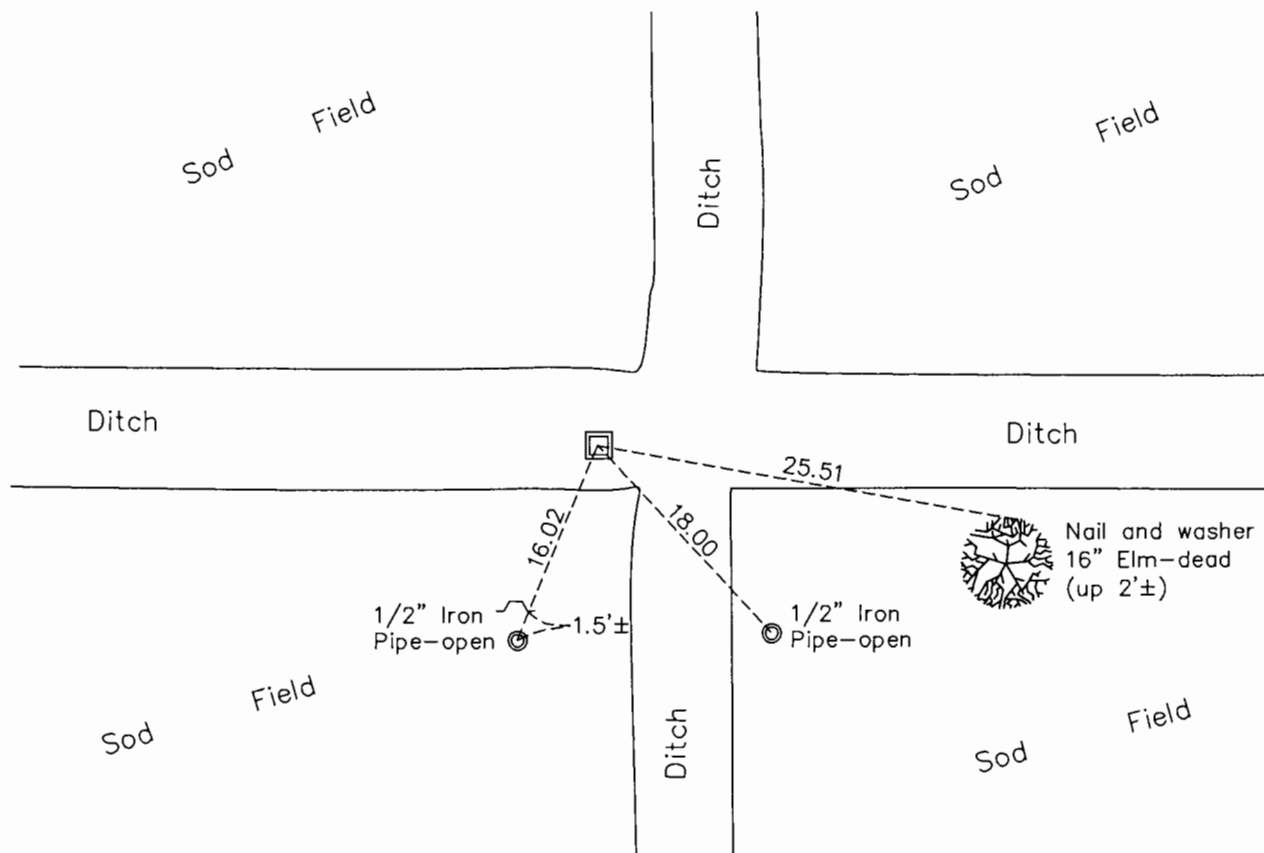 Sod Field
Sod Field
Ditch
Ditch
Ditch
25.51
16.02
18.00
Nail and washer
16" Elm-dead
(up 2'±)
1/2" Iron
Pipe-open
1.5'±
1/2" Iron
Pipe-open
Sod Field
Ditch
Sod Field